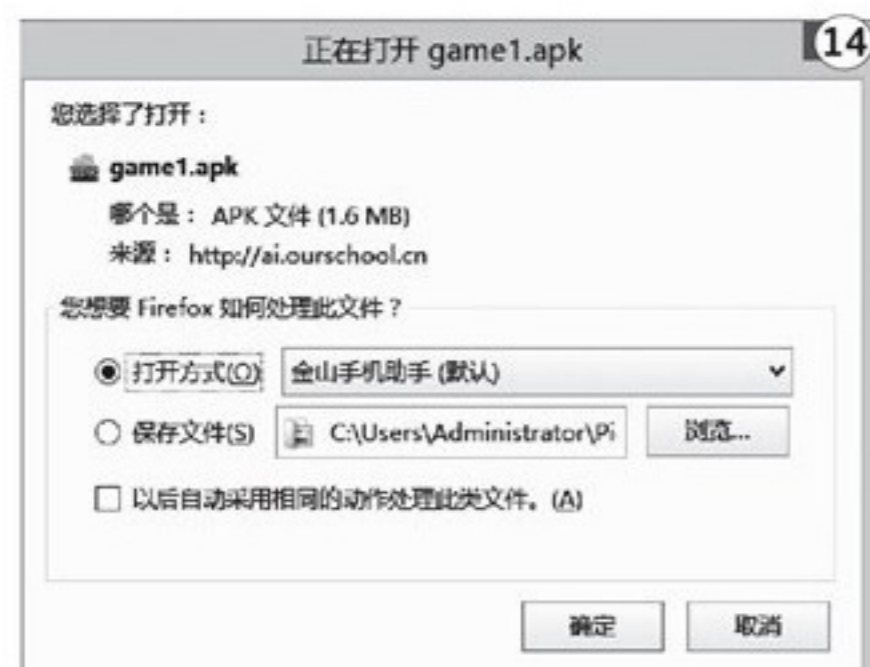 正在打开 game1.apk
14
您选择了打开：
game1.apk
哪个是： APK 文件 (1.6 MB)
来源： http://ai.ourschool.cn
您想要 Firefox 如何处理此文件？
打开方式(O) 金山手机助手 (默认)
保存文件(S) C:\Users\Administrator\Pi 浏览...
以后自动采用相同的动作处理此类文件。(A)
确定 取消